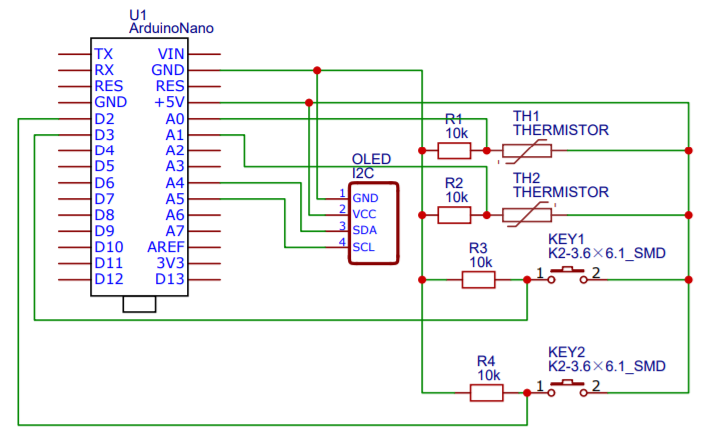 U1
ArduinoNano
TX
RX
RES
GND
D2
D3
D4
D5
D6
D7
D8
D9
D10
D11
D12
VIN
GND
RES
+5V
A0
A1
A2
A3
A4
A5
A6
A7
AREF
3V3
D13
OLED
I2C
1 GND
2 VCC
3 SDA
4 SCL
R1
10k
TH1
THERMISTOR
R2
10k
TH2
THERMISTOR
R3
10k
KEY1
K2-3.6×6.1_SMD
1 2
R4
10k
KEY2
K2-3.6×6.1_SMD
1 2